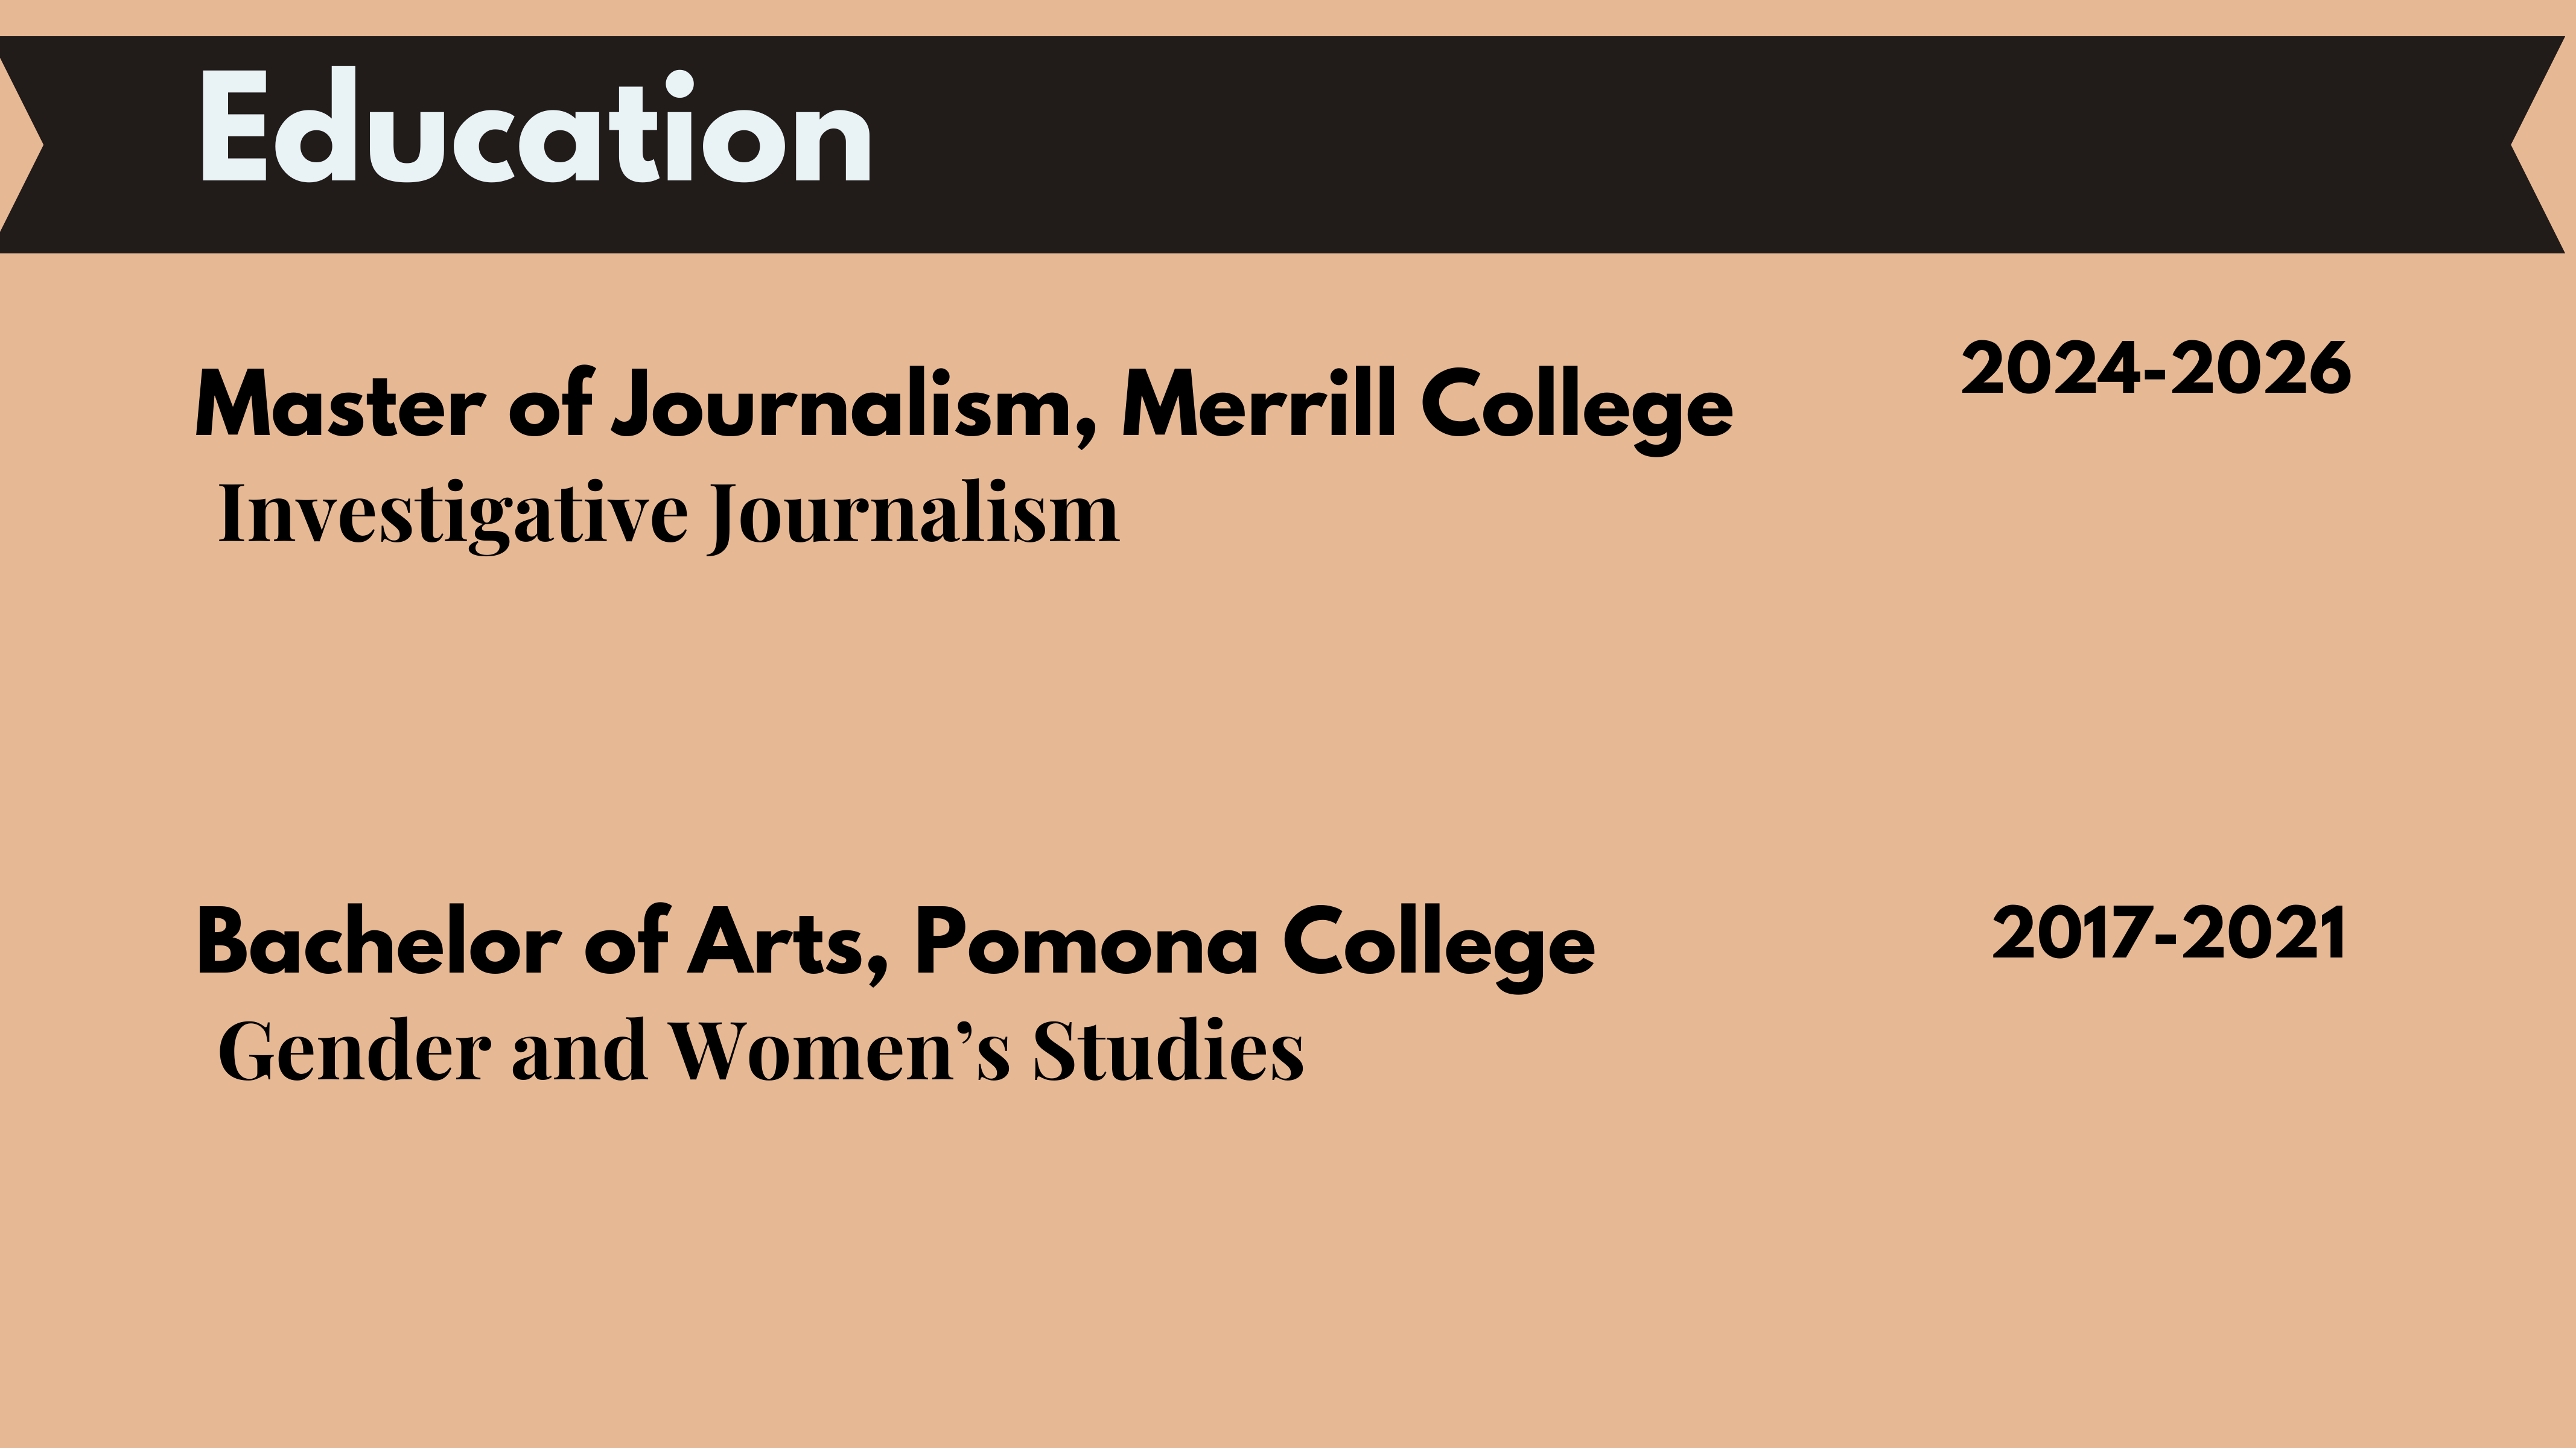 Education
Master of Journalism, Merrill College
2024-2026
Investigative Journalism
Bachelor of Arts, Pomona College
2017-2021
Gender and Women’s Studies